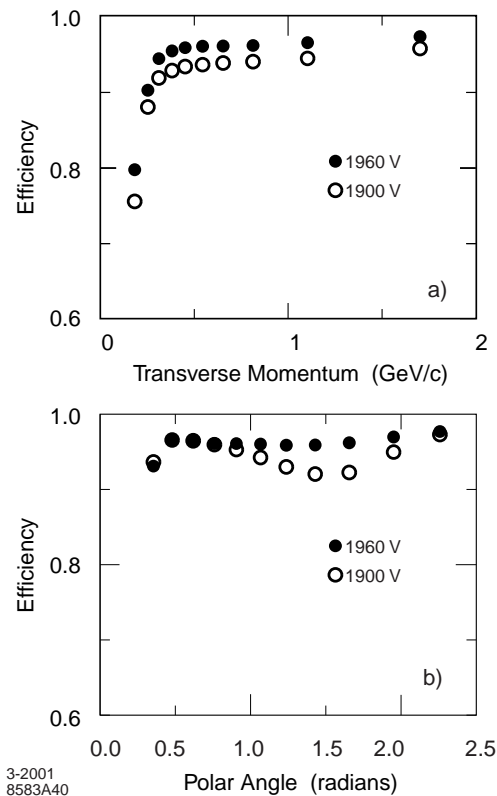 1.0
0.8
0.6
Efficiency
1960 V
1900 V
a)
0 1 2
Transverse Momentum (GeV/c)
1.0
0.8
0.6
Efficiency
1960 V
1900 V
b)
0.0 0.5 1.0 1.5 2.0 2.5
Polar Angle (radians)
3-2001
8583A40